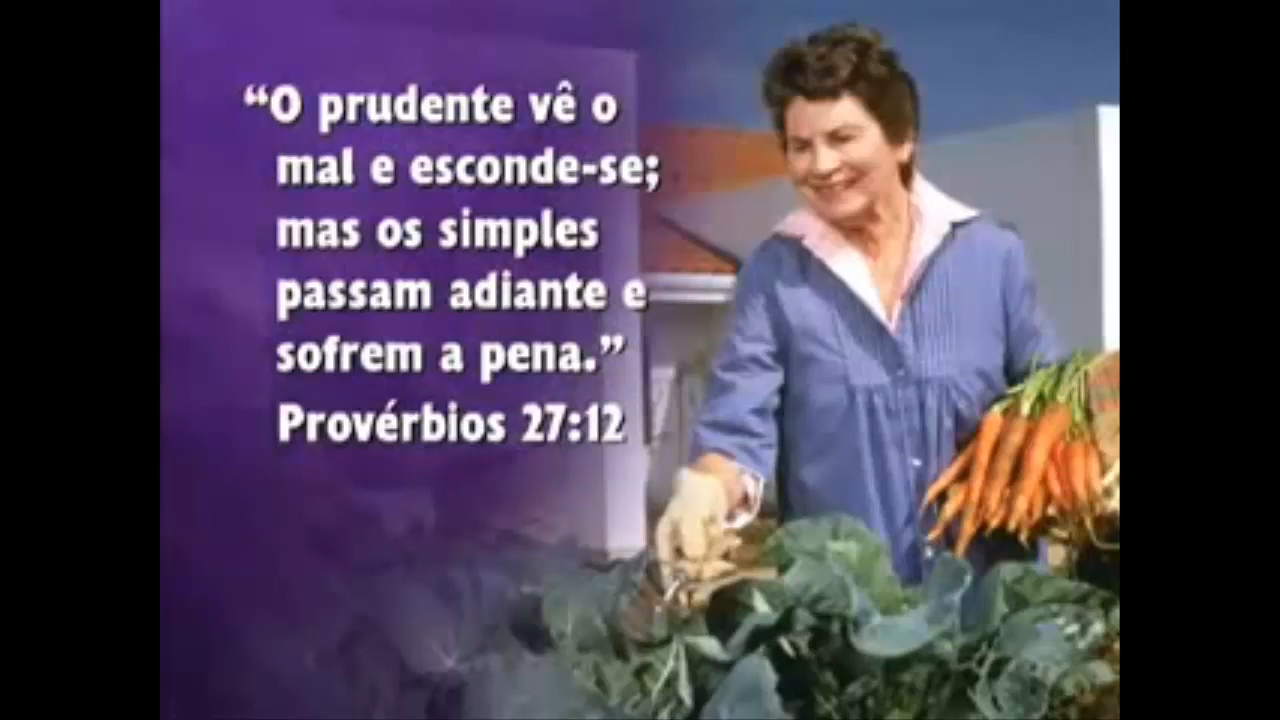 “O prudente vê o
mal e esconde-se;
mas os simples
passam adiante e
sofrem a pena.”
Provérbios 27:12